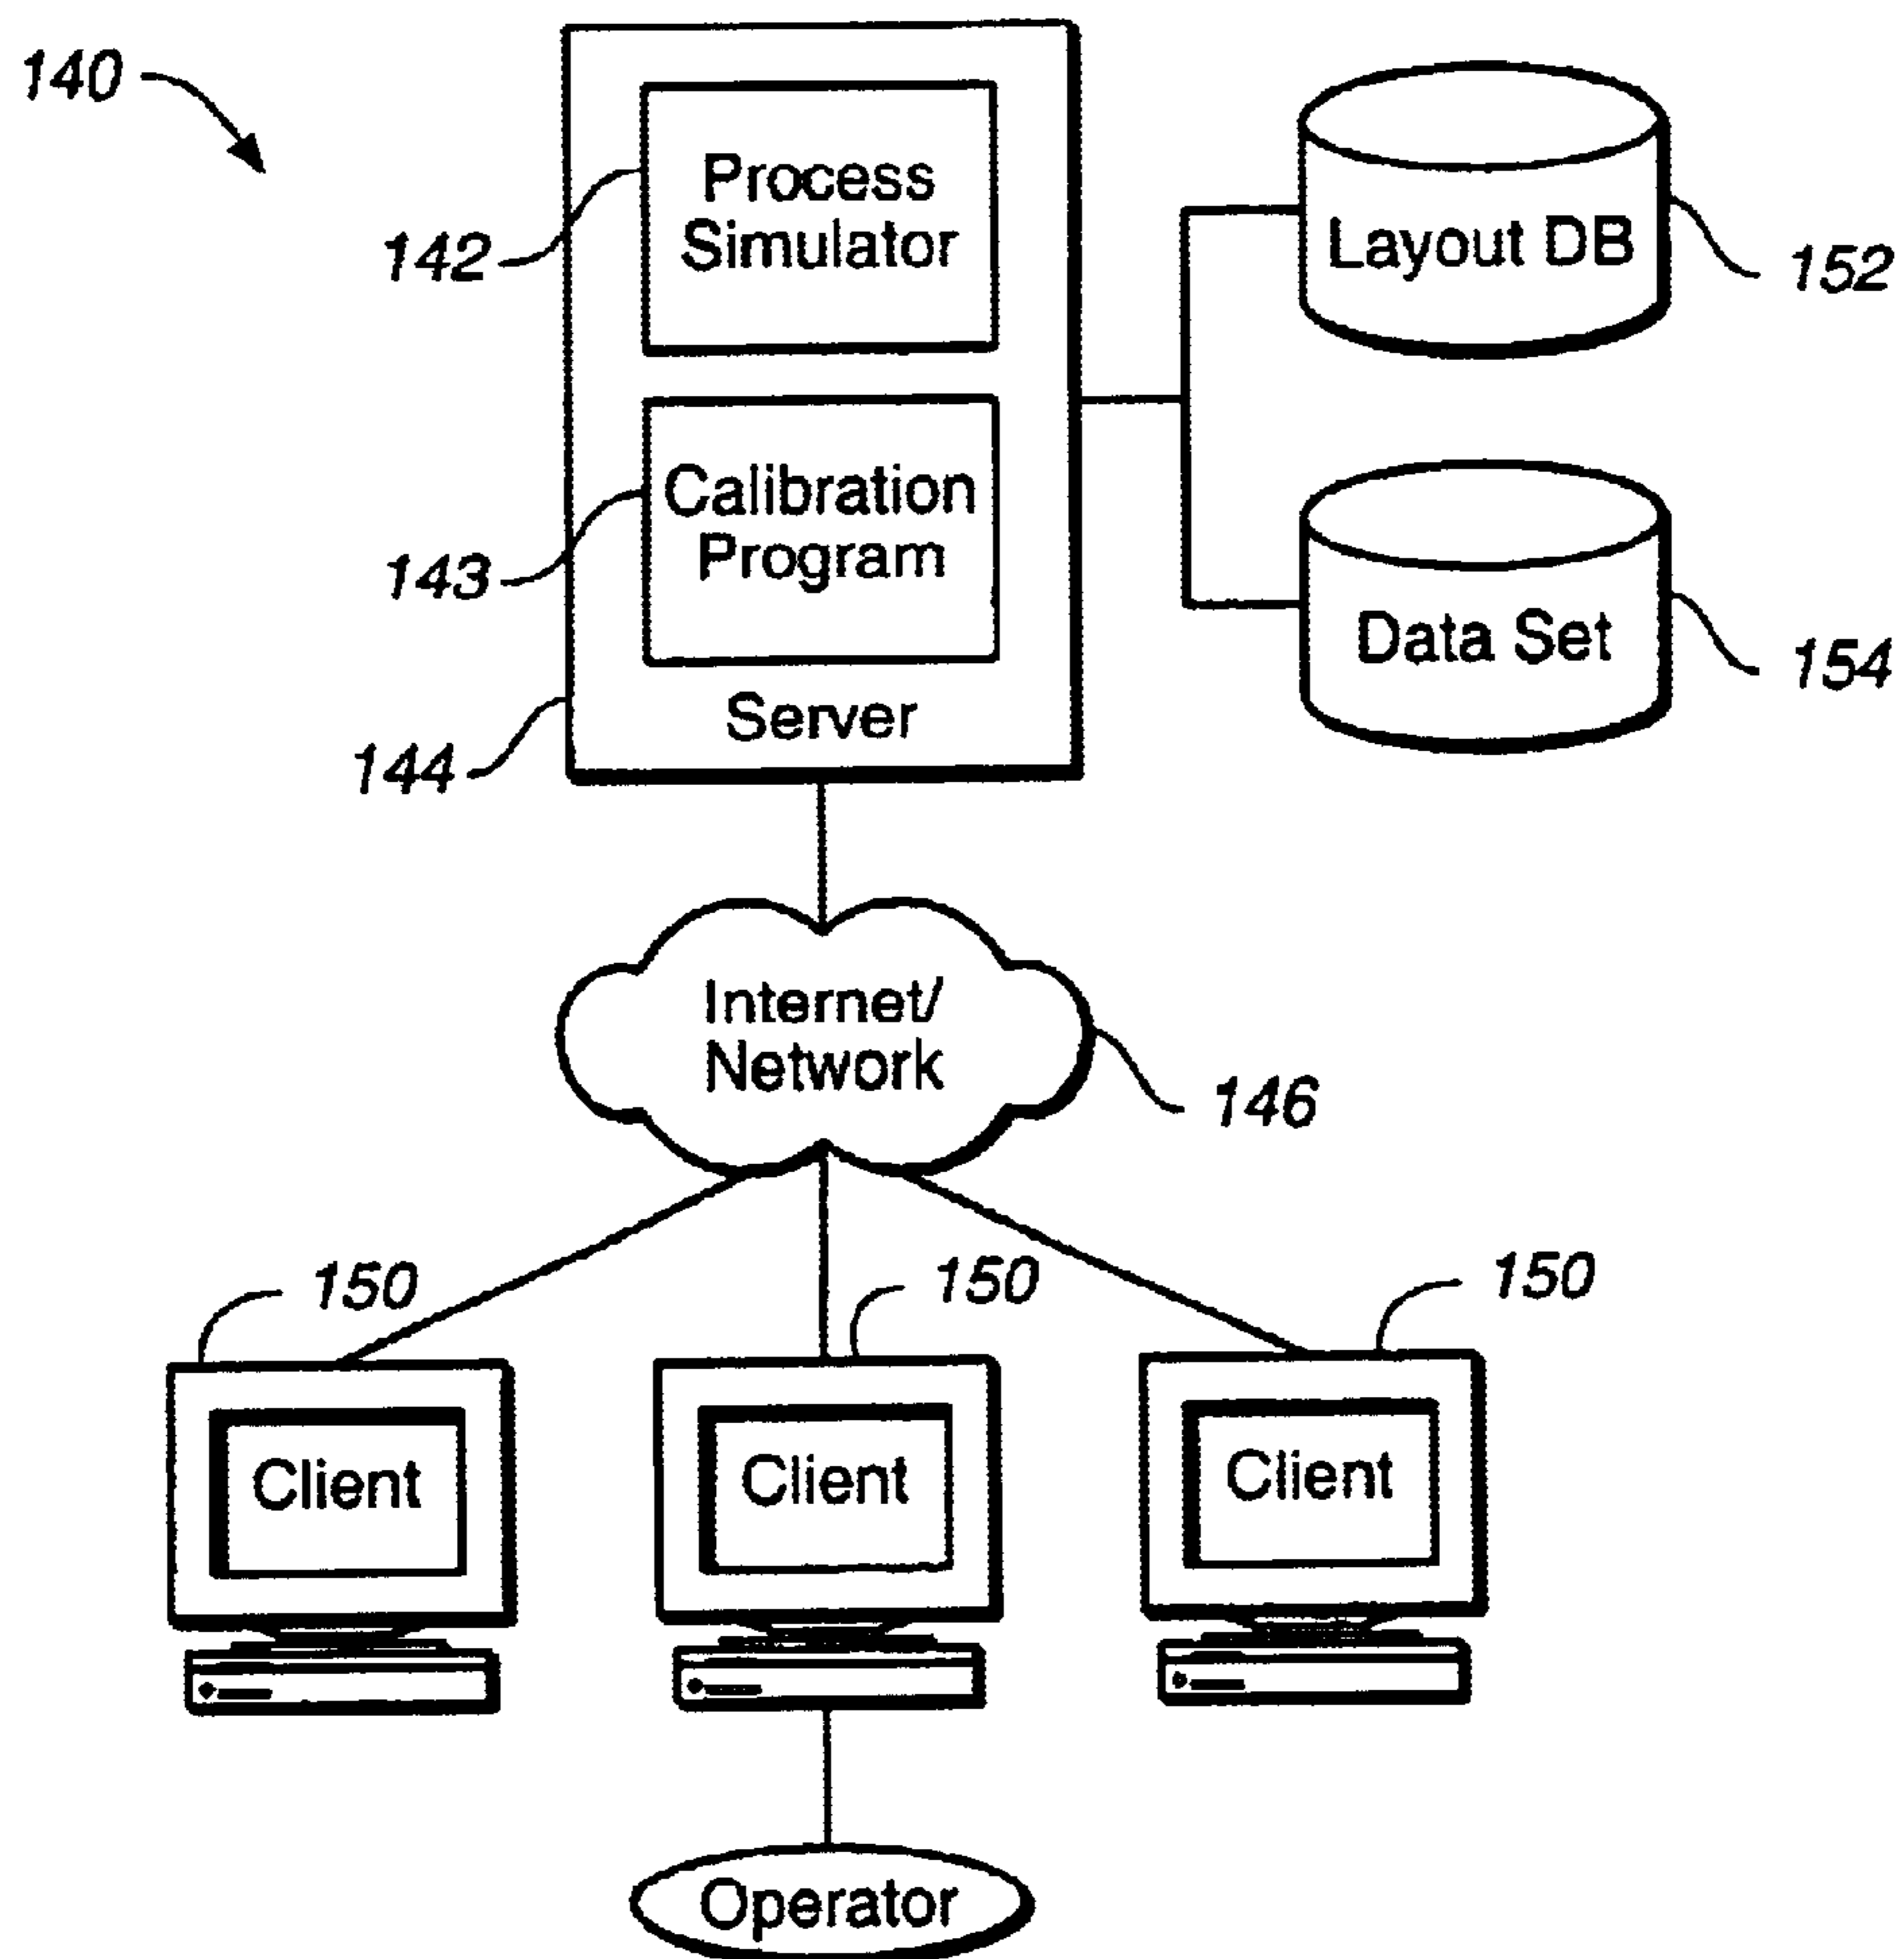 140
Process
Simulator
142
Layout DB
152
Calibration
Program
143
Data Set
154
Server
144
Internet/
Network
146
150
150
150
Client
Client
Client
Operator